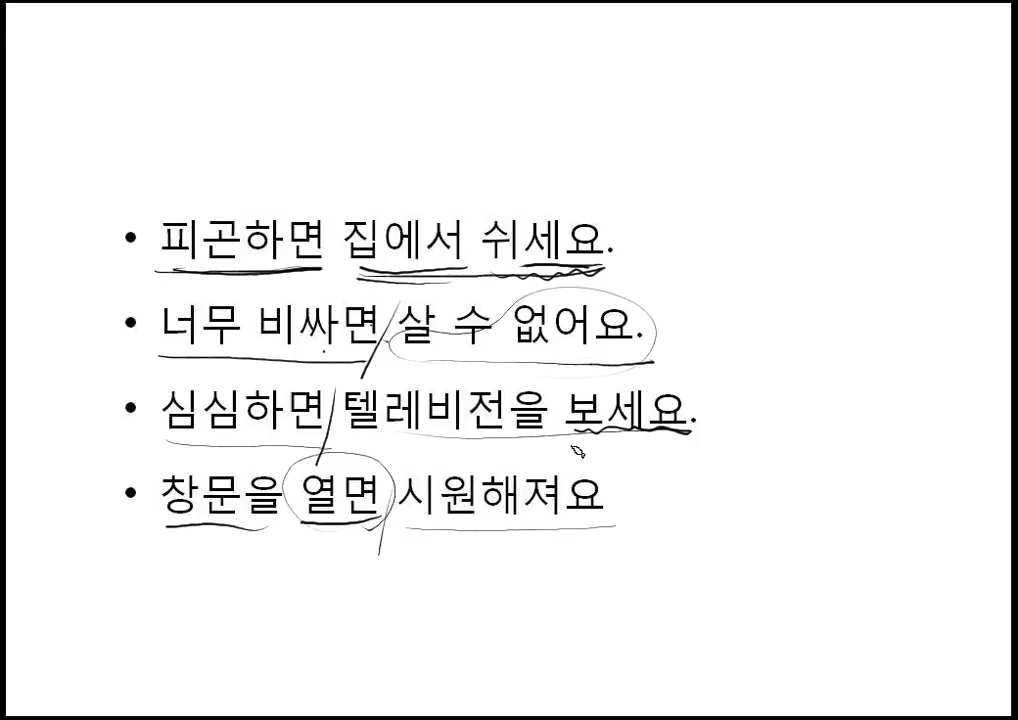 • 피곤하면 집에서 쉬세요.
• 너무 비싸면 살 수 없어요.
• 심심하면 텔레비전을 보세요.
• 창문을 열면 시원해져요